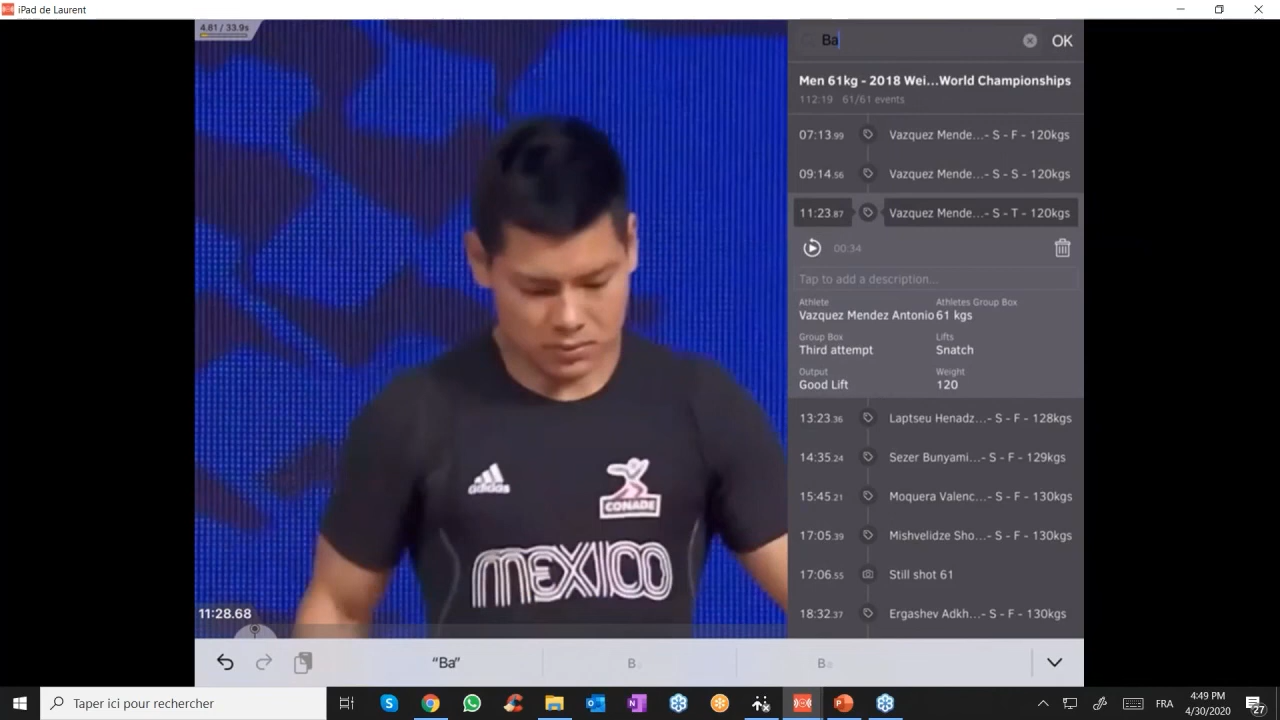 iPad de Laurent
4.61 / 33.9s
Ba
OK
Men 61kg - 2018 Wei...World Championships
112:19 61/61 events
07:13.99 Vazquez Mende...- S - F - 120kgs
09:14.56 Vazquez Mende...- S - S - 120kgs
11:23.87 Vazquez Mende...- S - T - 120kgs
00:34
Tap to add a description...
Athlete Athletes Group Box
Vazquez Mendez Antonio 61 kgs
Group Box Lifts
Third attempt Snatch
Output Weight
Good Lift 120
13:23.36 Laptseu Henadz...- S - F - 128kgs
14:35.24 Sezer Bunyami...- S - F - 129kgs
15:45.21 Moquera Valenc...- S - F - 130kgs
17:05.39 Mishvelidze Sho...- S - F - 130kgs
17:06.55 Still shot 61
18:32.37 Ergashev Adkh...- S - F - 130kgs
adidas
CONADE
MEXICO
11:28.68
"Ba"
Taper ici pour rechercher
FRA
4:49 PM
4/30/2020
27